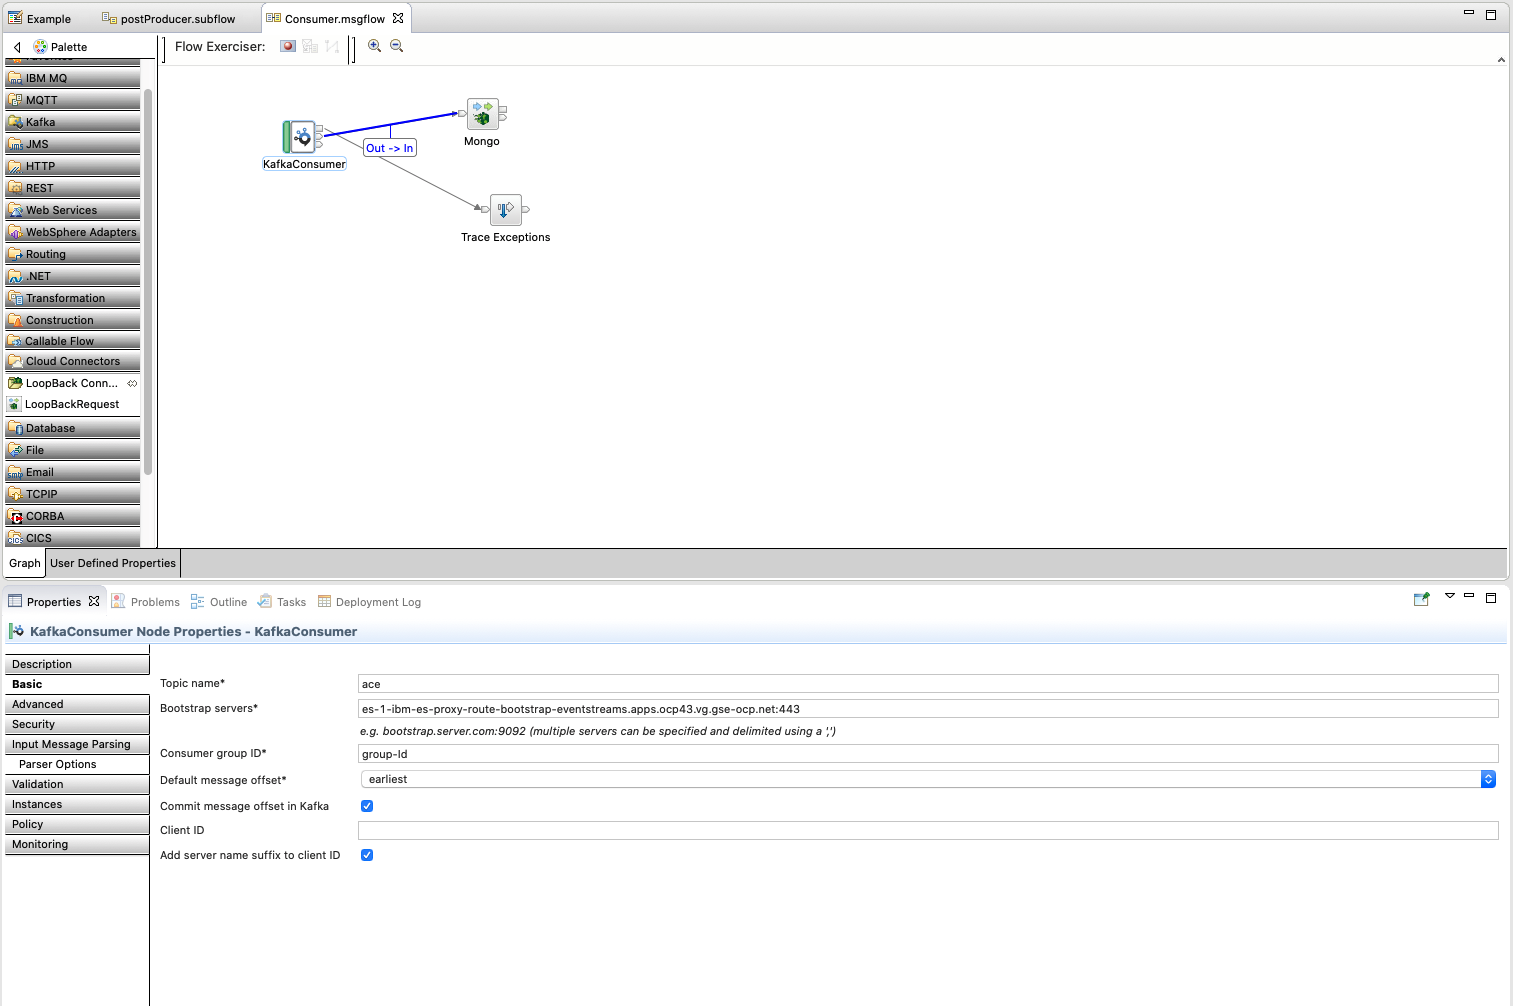 Example
postProducer.subflow
Consumer.msgflow
Palette
Flow Exerciser:
Favorites
IBM MQ
MQTT
Kafka
JMS
HTTP
REST
Web Services
WebSphere Adapters
Routing
.NET
Transformation
Construction
Callable Flow
Cloud Connectors
LoopBack Conn...
LoopBackRequest
Database
File
Email
TCPIP
CORBA
CICS
KafkaConsumer
Out -> In
Mongo
Trace Exceptions
Graph
User Defined Properties
Properties
Problems
Outline
Tasks
Deployment Log
KafkaConsumer Node Properties - KafkaConsumer
Description
Basic
Advanced
Security
Input Message Parsing
Parser Options
Validation
Instances
Policy
Monitoring
Topic name*
ace
Bootstrap servers*
es-1-ibm-es-proxy-route-bootstrap-eventstreams.apps.ocp43.vg.gse-ocp.net:443
e.g. bootstrap.server.com:9092 (multiple servers can be specified and delimited using a ',')
Consumer group ID*
group-Id
Default message offset*
earliest
Commit message offset in Kafka
Client ID
Add server name suffix to client ID